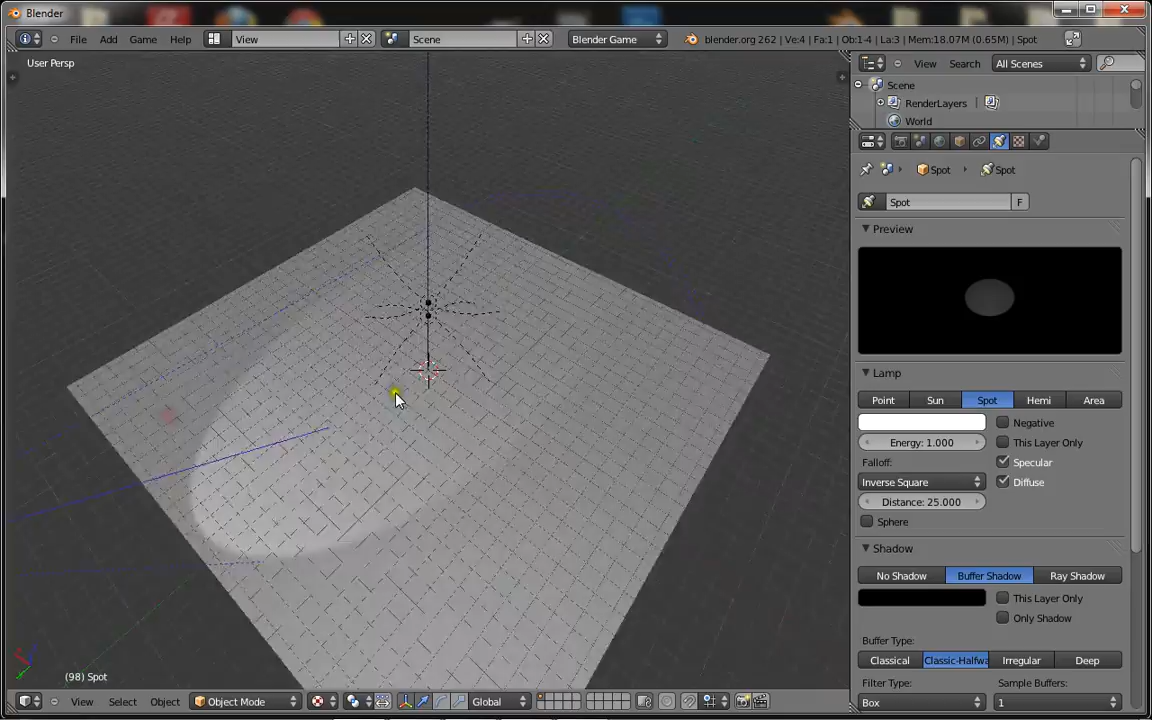 Blender
File Add Game Help View Scene Blender Game blender.org 262 | Ve:4 | Fa:1 | Ob:1-4 | La:3 | Mem:18.07M (0.65M) | Spot
User Persp
View Search All Scenes
Scene
RenderLayers
World
Spot Spot
Spot F
Preview
Lamp
Point Sun Spot Hemi Area
Negative
Energy: 1.000 This Layer Only
Falloff: Specular
Inverse Square Diffuse
Distance: 25.000
Sphere
Shadow
No Shadow Buffer Shadow Ray Shadow
This Layer Only
Only Shadow
Buffer Type:
Classical Classic-Halfwa Irregular Deep
Filter Type: Sample Buffers:
Box 1
(98) Spot
View Select Object Object Mode Global